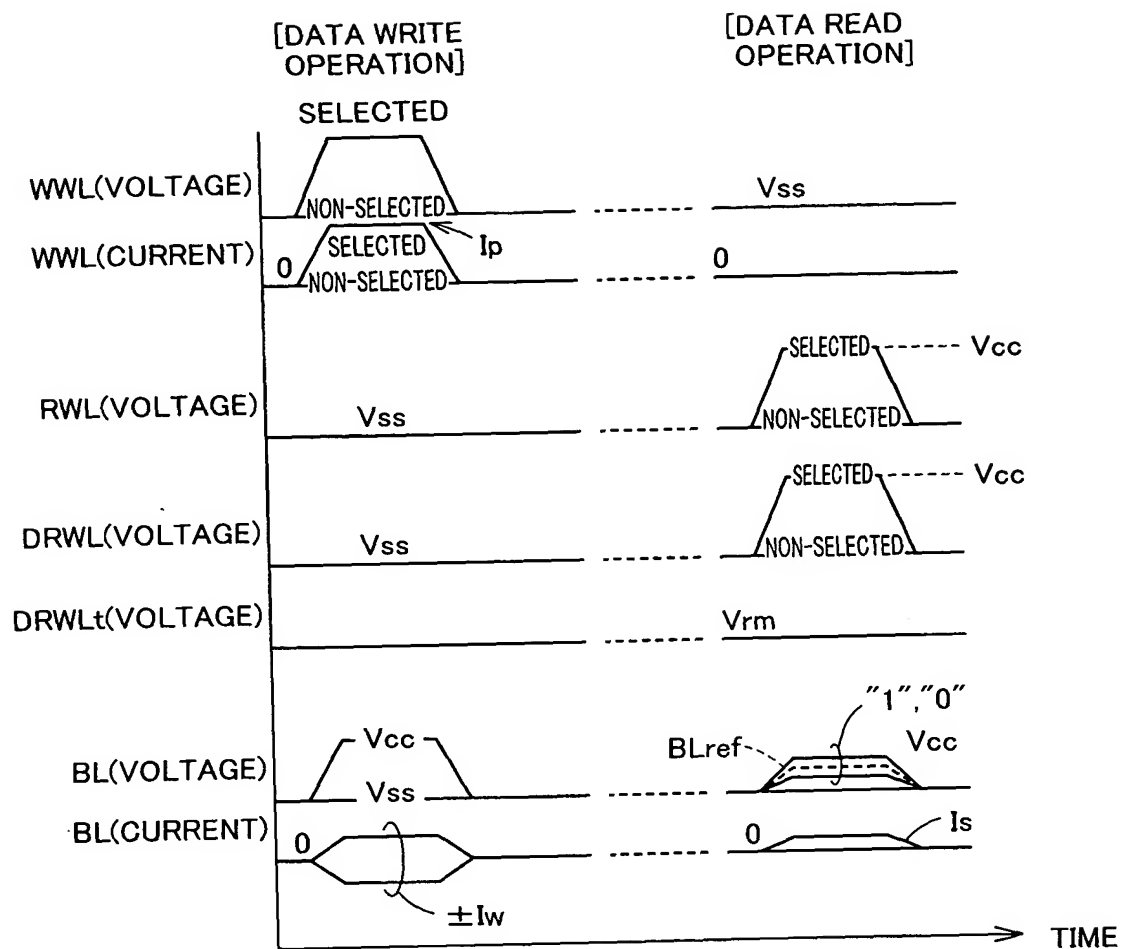 [DATA WRITE
OPERATION]
[DATA READ
OPERATION]
SELECTED
WWL(VOLTAGE)
NON-SELECTED
Vss
WWL(CURRENT)
0
SELECTED
NON-SELECTED
Ip
0
RWL(VOLTAGE)
Vss
SELECTED
Vcc
NON-SELECTED
DRWL(VOLTAGE)
Vss
SELECTED
Vcc
NON-SELECTED
DRWLt(VOLTAGE)
Vrm
BL(VOLTAGE)
Vcc
Vss
BLref
"1","0"
Vcc
BL(CURRENT)
0
±Iw
0
Is
TIME